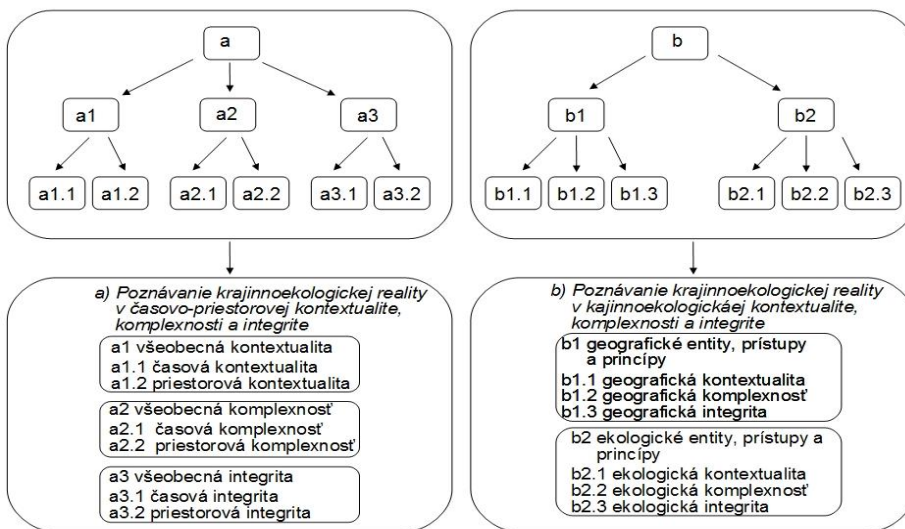 a
b
a1
a2
a3
b1
b2
a1.1
a1.2
a2.1
a2.2
a3.1
a3.2
b1.1
b1.2
b1.3
b2.1
b2.2
b2.3
a) Poznávanie krajinnoekologickej reality
v časovo-priestorovej kontextualite,
komplexnosti a integrite
a1 všeobecná kontextualita
a1.1 časová kontextualita
a1.2 priestorová kontextualita
a2 všeobecná komplexnosť
a2.1 časová komplexnosť
a2.2 priestorová komplexnosť
a3 všeobecná integrita
a3.1 časová integrita
a3.2 priestorová integrita
b) Poznávanie krajinnoekologickej reality
v kajinnoekologickáej kontextualite,
komplexnosti a integrite
b1 geografické entity, prístupy
a princípy
b1.1 geografická kontextualita
b1.2 geografická komplexnosť
b1.3 geografická integrita
b2 ekologické entity, prístupy a
princípy
b2.1 ekologická kontextualita
b2.2 ekologická komplexnosť
b2.3 ekologická integrita